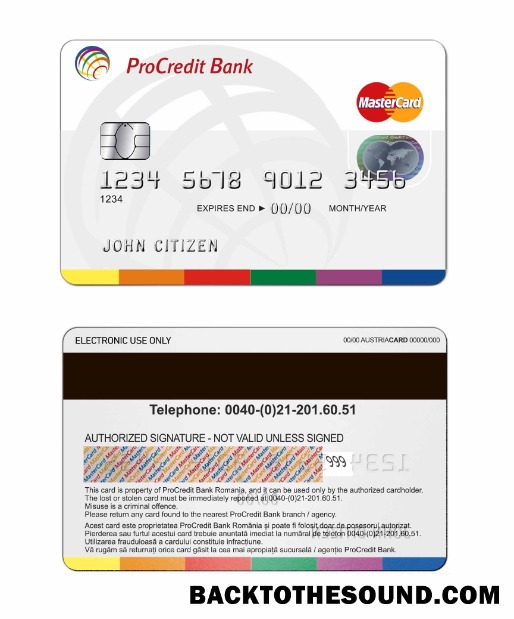 ProCredit Bank
MasterCard
1234 5678 9012 3456
1234
EXPIRES END ▶ 00/00 MONTH/YEAR
JOHN CITIZEN
ELECTRONIC USE ONLY
00/00 AUSTRIACARD 00000/000
Telephone: 0040-(0)21-201.60.51
AUTHORIZED SIGNATURE - NOT VALID UNLESS SIGNED
999
This card is property of ProCredit Bank Romania, and it can be used only by the authorized cardholder.
The lost or stolen card must be immediately reported at 0040-(0)21-201.60.51.
Misuse is a criminal offence.
Please return any card found to the nearest ProCredit Bank branch / agency.
Acest card este proprietatea ProCredit Bank România și poate fi folosit doar de posesorul autorizat.
Pierderea sau furtul acestui card trebuie anunțată imediat la numărul de telefon 0040-(0)21-201.60.51.
Utilizarea frauduloasă a cardului constituie infracțiune.
Vă rugăm să returnați orice card găsit la cea mai apropiată sucursală / agenție ProCredit Bank.
BACKTOTHESOUND.COM